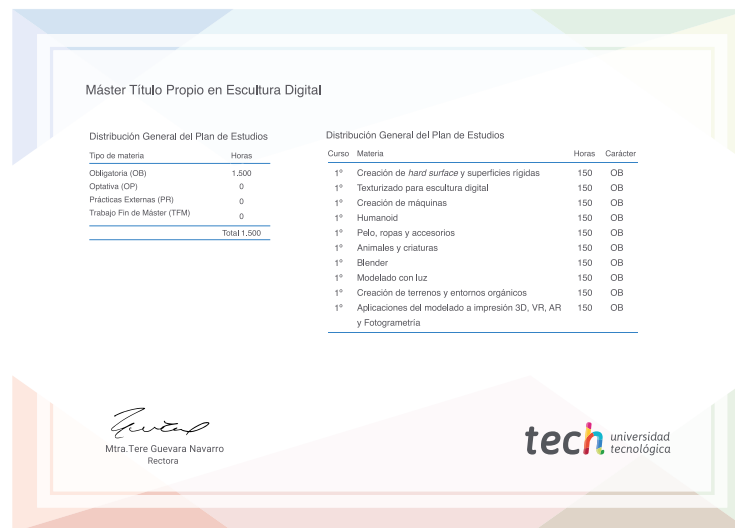 Máster Título Propio en Escultura Digital
Distribución General del Plan de Estudios
Tipo de materia Horas
Obligatoria (OB) 1.500
Optativa (OP) 0
Prácticas Externas (PR) 0
Trabajo Fin de Máster (TFM) 0
Total 1.500
Distribución General del Plan de Estudios
Curso Materia Horas Carácter
1º Creación de hard surface y superficies rígidas 150 OB
1º Texturizado para escultura digital 150 OB
1º Creación de máquinas 150 OB
1º Humanoid 150 OB
1º Pelo, ropas y accesorios 150 OB
1º Animales y criaturas 150 OB
1º Blender 150 OB
1º Modelado con luz 150 OB
1º Creación de terrenos y entornos orgánicos 150 OB
1º Aplicaciones del modelado a impresión 3D, VR, AR 150 OB
y Fotogrametría
Mtra.Tere Guevara Navarro
Rectora
tech universidad
tecnológica